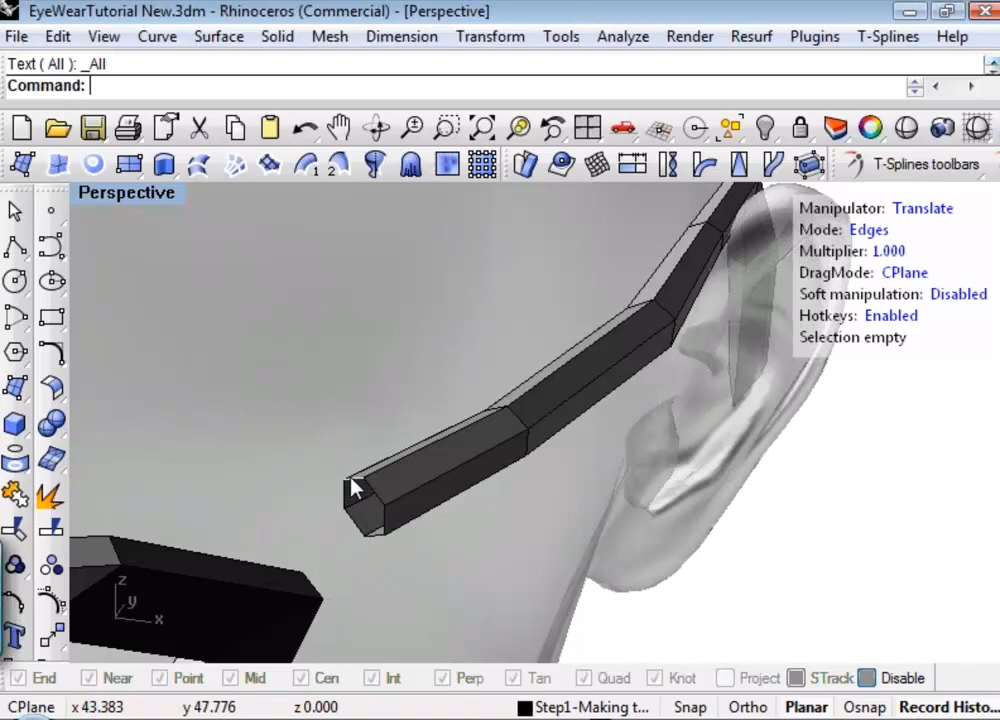 EyeWearTutorial New.3dm - Rhinoceros (Commercial) - [Perspective]
File Edit View Curve Surface Solid Mesh Dimension Transform Tools Analyze Render Resurf Plugins T-Splines Help
Text ( All ): _All
Command:
1 2 T-Splines toolbars
Perspective
Manipulator: Translate
Mode: Edges
Multiplier: 1.000
DragMode: CPlane
Soft manipulation: Disabled
Hotkeys: Enabled
Selection empty
z
y
x
T
End Near Point Mid Cen Int Perp Tan Quad Knot Project STrack Disable
CPlane x 43.383 y 47.776 z 0.000 Step1-Making t... Snap Ortho Planar Osnap Record Histo...